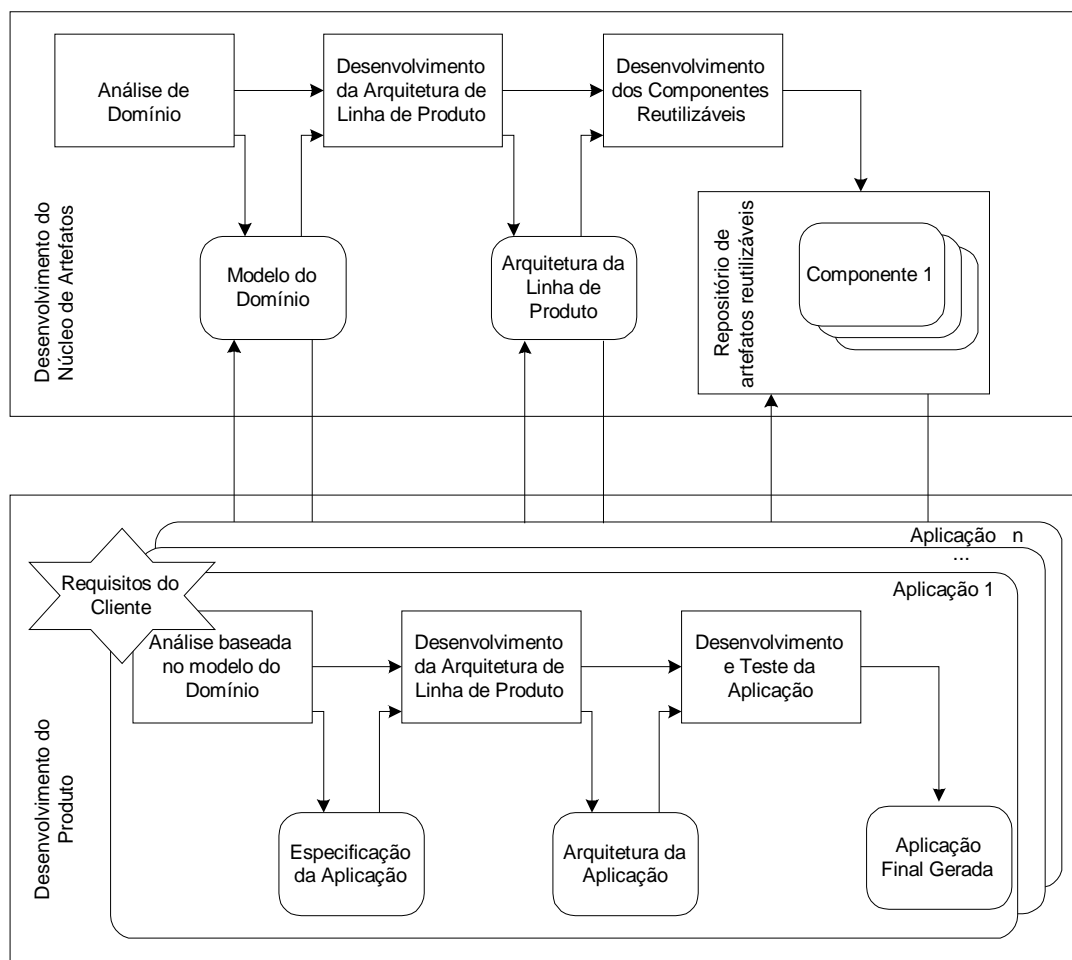 Análise de
Domínio
Desenvolvimento
da Arquitetura de
Linha de Produto
Desenvolvimento
dos Componentes
Reutilizáveis
Desenvolvimento do
Núcleo de Artefatos
Modelo do
Domínio
Arquitetura da
Linha de
Produto
Repositório de
artefatos reutilizáveis
Componente 1
Aplicação n
...
Aplicação 1
Requisitos do
Cliente
Análise baseada
no modelo do
Domínio
Desenvolvimento
da Arquitetura de
Linha de Produto
Desenvolvimento
e Teste da
Aplicação
Desenvolvimento do
Produto
Especificação
da Aplicação
Arquitetura da
Aplicação
Aplicação
Final Gerada